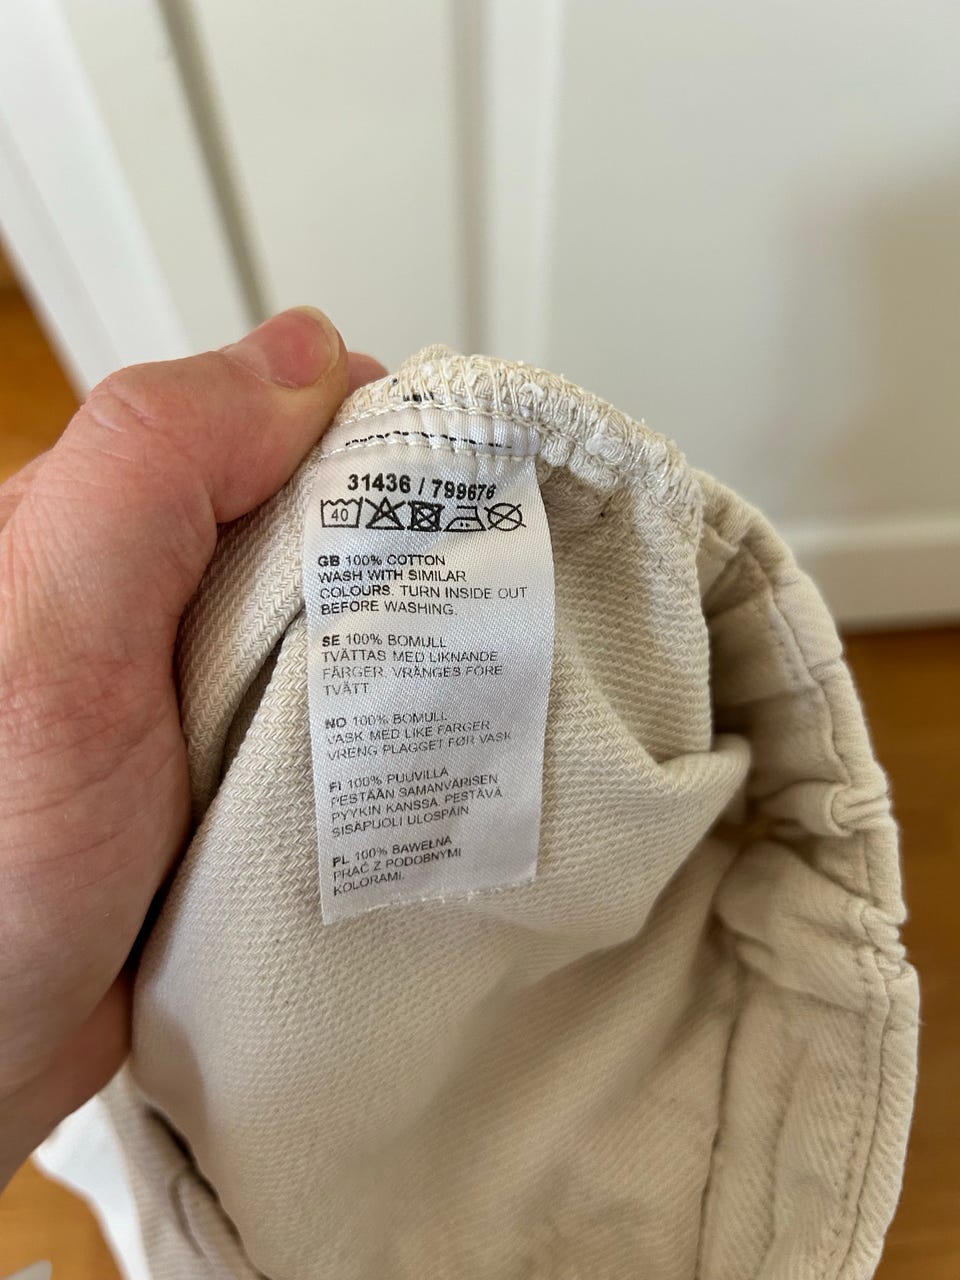 31436 / 799676
40
GB 100% COTTON
WASH WITH SIMILAR
COLOURS. TURN INSIDE OUT
BEFORE WASHING.
SE 100% BOMULL
TVÄTTAS MED LIKNANDE
FÄRGER. VRÄNGES FÖRE
TVÄTT
NO 100% BOMULL
VASK MED LIKE FARGER
VRENG PLAGGET FØR VASK
FI 100% PUUVILLA
PESTÄÄN SAMANVÄRISEN
PYYKIN KANSSA. PESTÄVÄ
SISÄPUOLI ULOSPÄIN
PL 100% BAWEŁNA
PRAĆ Z PODOBNYMI
KOLORAMI.